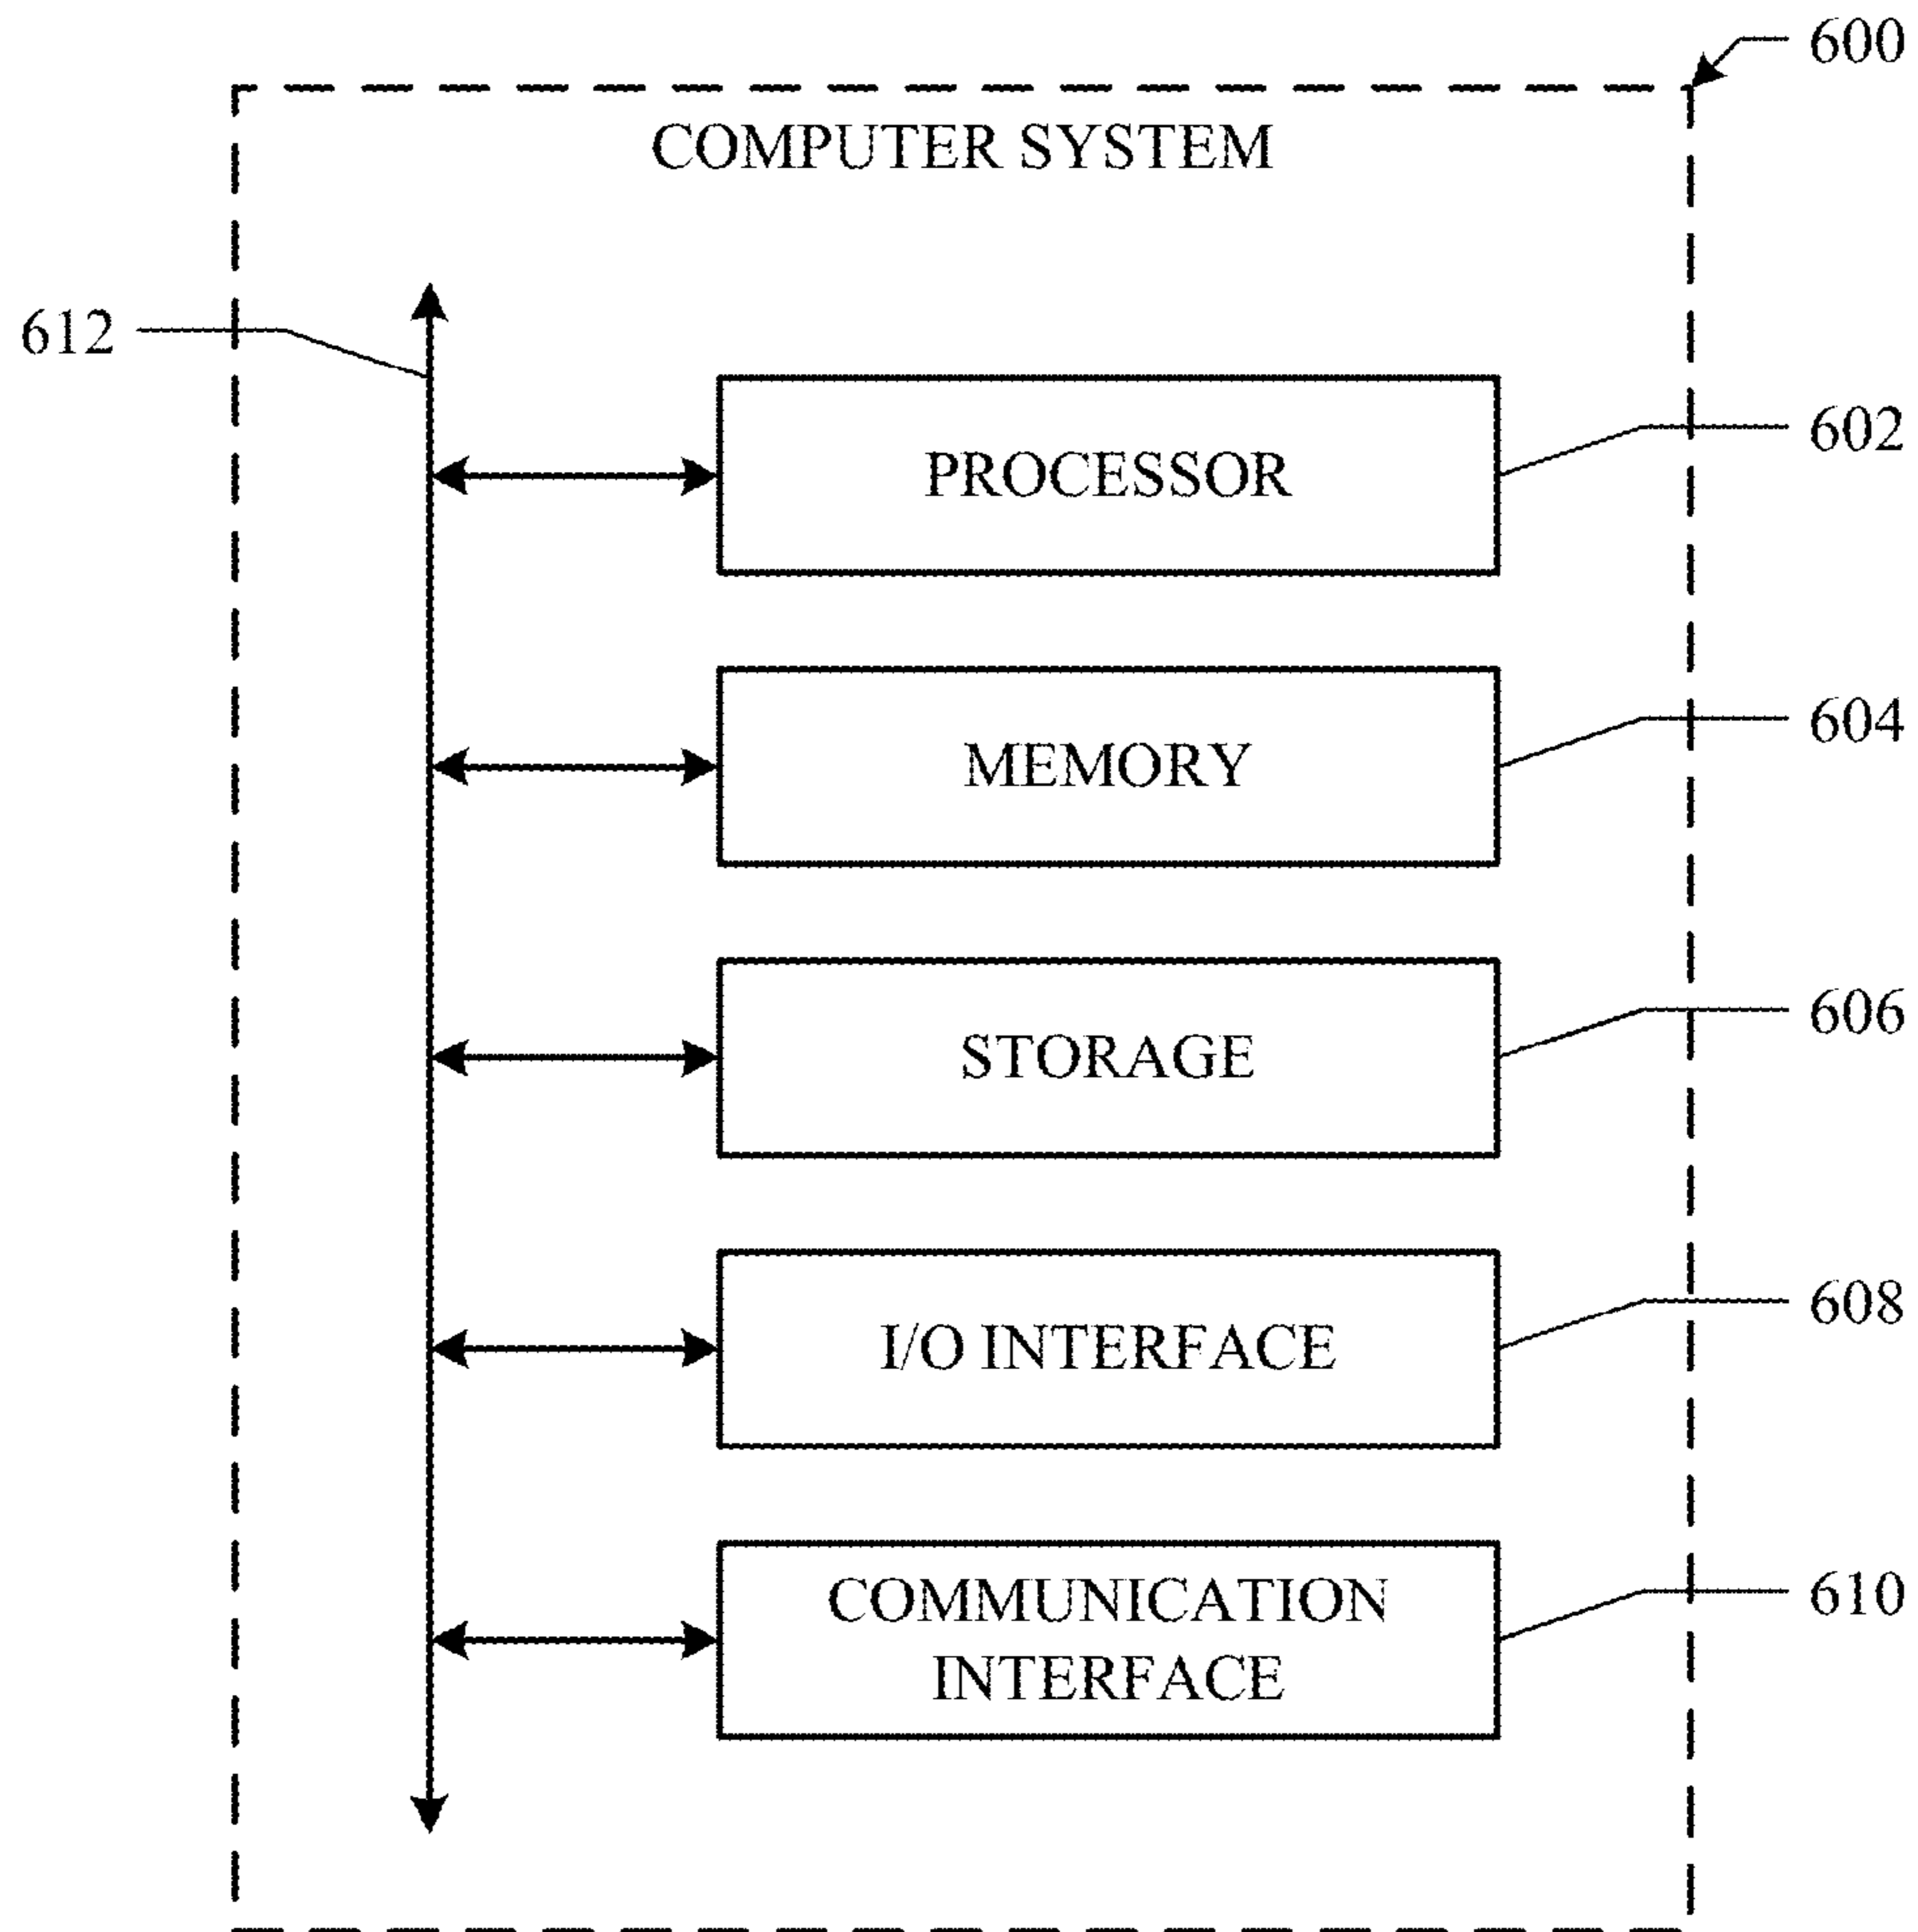 600
COMPUTER SYSTEM
612
PROCESSOR
602
MEMORY
604
STORAGE
606
I/O INTERFACE
608
COMMUNICATION
INTERFACE
610